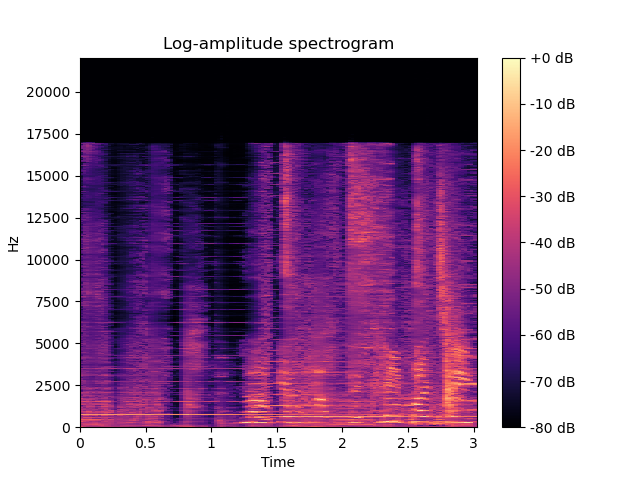 Log-amplitude spectrogram
Hz
20000
17500
15000
12500
10000
7500
5000
2500
0
0 0.5 1 1.5 2 2.5 3
Time
+0 dB
-10 dB
-20 dB
-30 dB
-40 dB
-50 dB
-60 dB
-70 dB
-80 dB